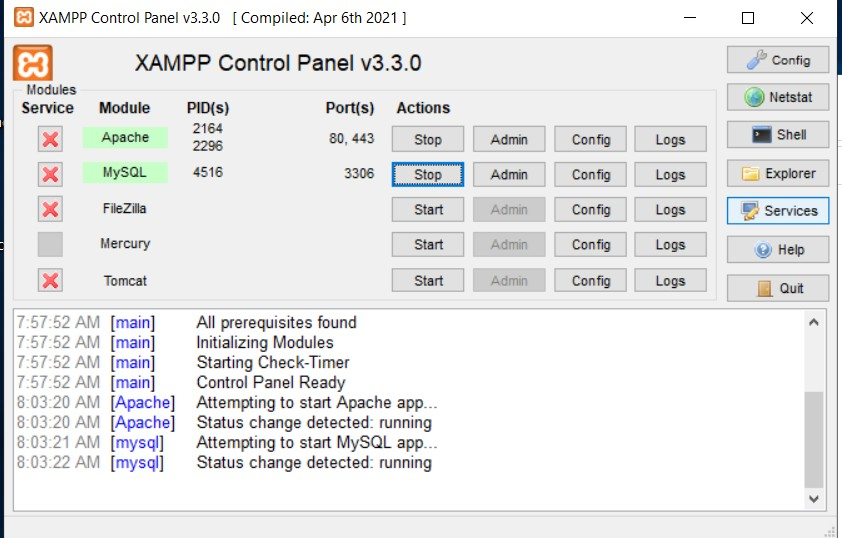 XAMPP Control Panel v3.3.0 [ Compiled: Apr 6th 2021 ]
XAMPP Control Panel v3.3.0
Config
Modules
Service Module PID(s) Port(s) Actions
Netstat
Apache 2164 2296 80, 443 Stop Admin Config Logs
Shell
MySQL 4516 3306 Stop Admin Config Logs
Explorer
FileZilla Start Admin Config Logs
Services
Mercury Start Admin Config Logs
Help
Tomcat Start Admin Config Logs
Quit
7:57:52 AM [main] All prerequisites found
7:57:52 AM [main] Initializing Modules
7:57:52 AM [main] Starting Check-Timer
7:57:52 AM [main] Control Panel Ready
8:03:20 AM [Apache] Attempting to start Apache app...
8:03:20 AM [Apache] Status change detected: running
8:03:21 AM [mysql] Attempting to start MySQL app...
8:03:22 AM [mysql] Status change detected: running